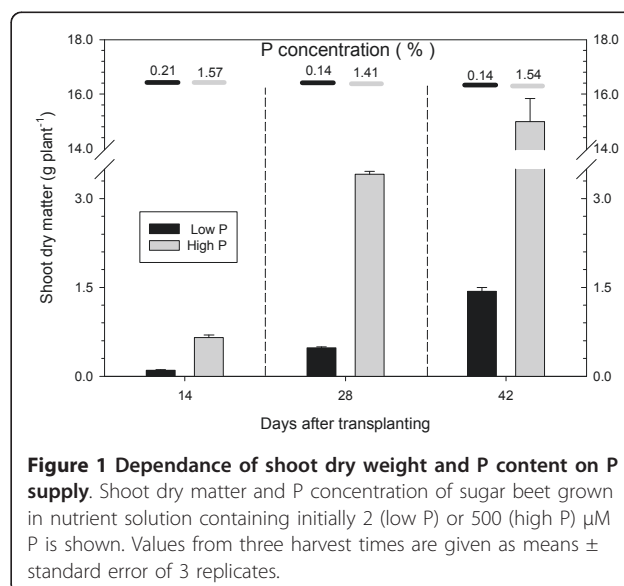 18.0
P concentration ( % )
18.0
0.21
1.57
0.14
1.41
0.14
1.54
16.0
16.0
14.0
14.0
Shoot dry matter (g plant-1)
3.0
3.0
Low P
High P
1.5
1.5
0.0
0.0
14
28
42
Days after transplanting
Figure 1 Dependance of shoot dry weight and P content on P
supply. Shoot dry matter and P concentration of sugar beet grown
in nutrient solution containing initially 2 (low P) or 500 (high P) μM
P is shown. Values from three harvest times are given as means ±
standard error of 3 replicates.